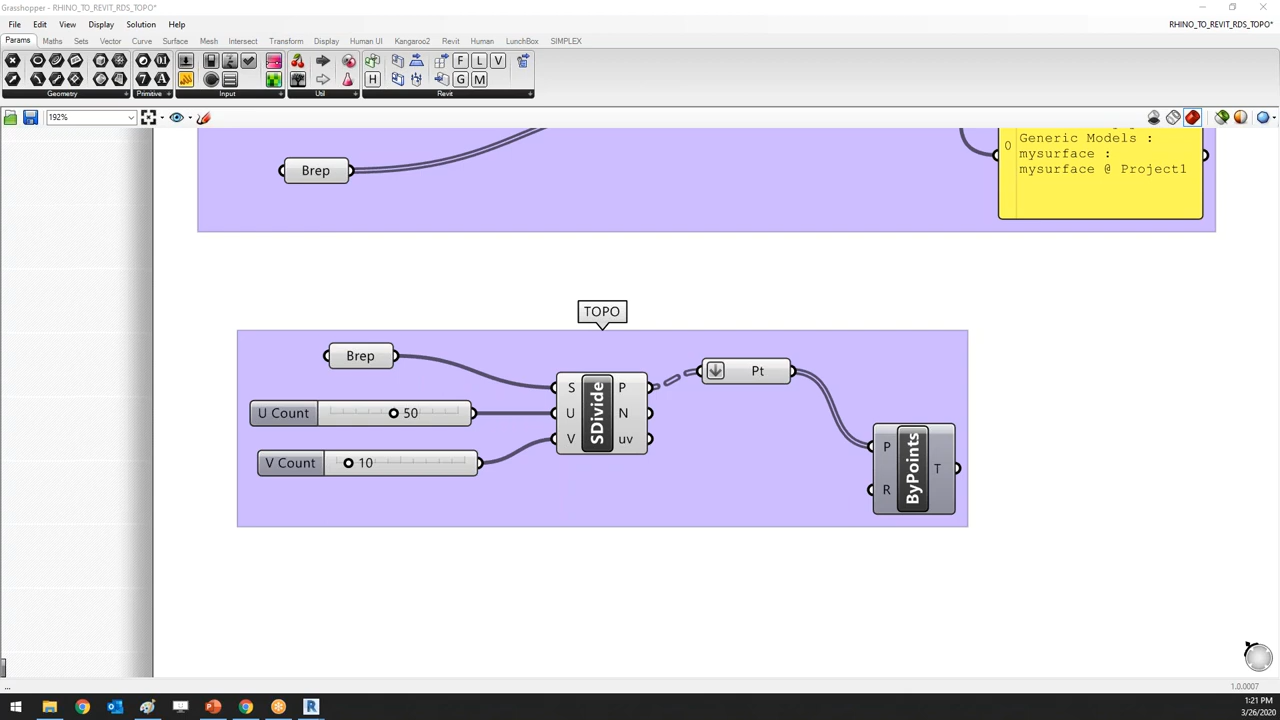 Grasshopper - RHINO_TO_REVIT_RDS_TOPO*
File Edit View Display Solution Help RHINO_TO_REVIT_RDS_TOPO*
Params Maths Sets Vector Curve Surface Mesh Intersect Transform Display Human UI Kangaroo2 Revit Human LunchBox SIMPLEX
F L V
H G M
Geometry Primitive Input Util Revit
192%
Generic Models :
0
mysurface :
mysurface @ Project1
Brep
TOPO
Brep
U Count 50
V Count 10
S U V SDivide P N uv
Pt
P R ByPoints T
...
1.0.0007
1:21 PM
3/26/2020